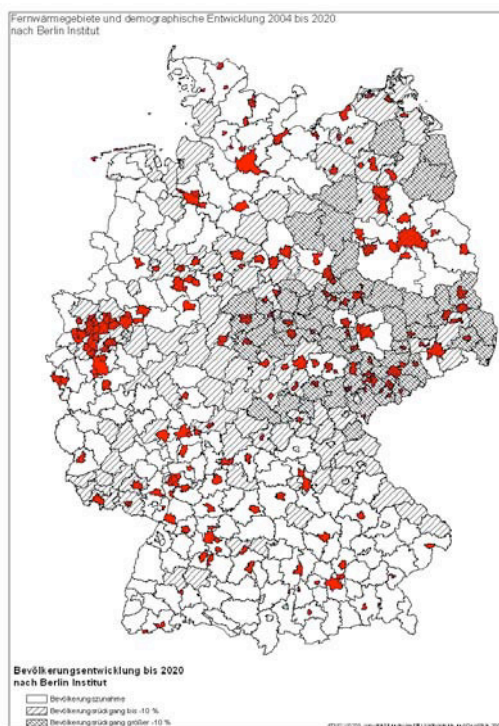 Fernwärmegebiete und demographische Entwicklung 2004 bis 2020
nach Berlin Institut
Bevölkerungsentwicklung bis 2020
nach Berlin Institut
Bevölkerungszunahme
Bevölkerungsrückgang bis -10 %
Bevölkerungsrückgang größer -10 %